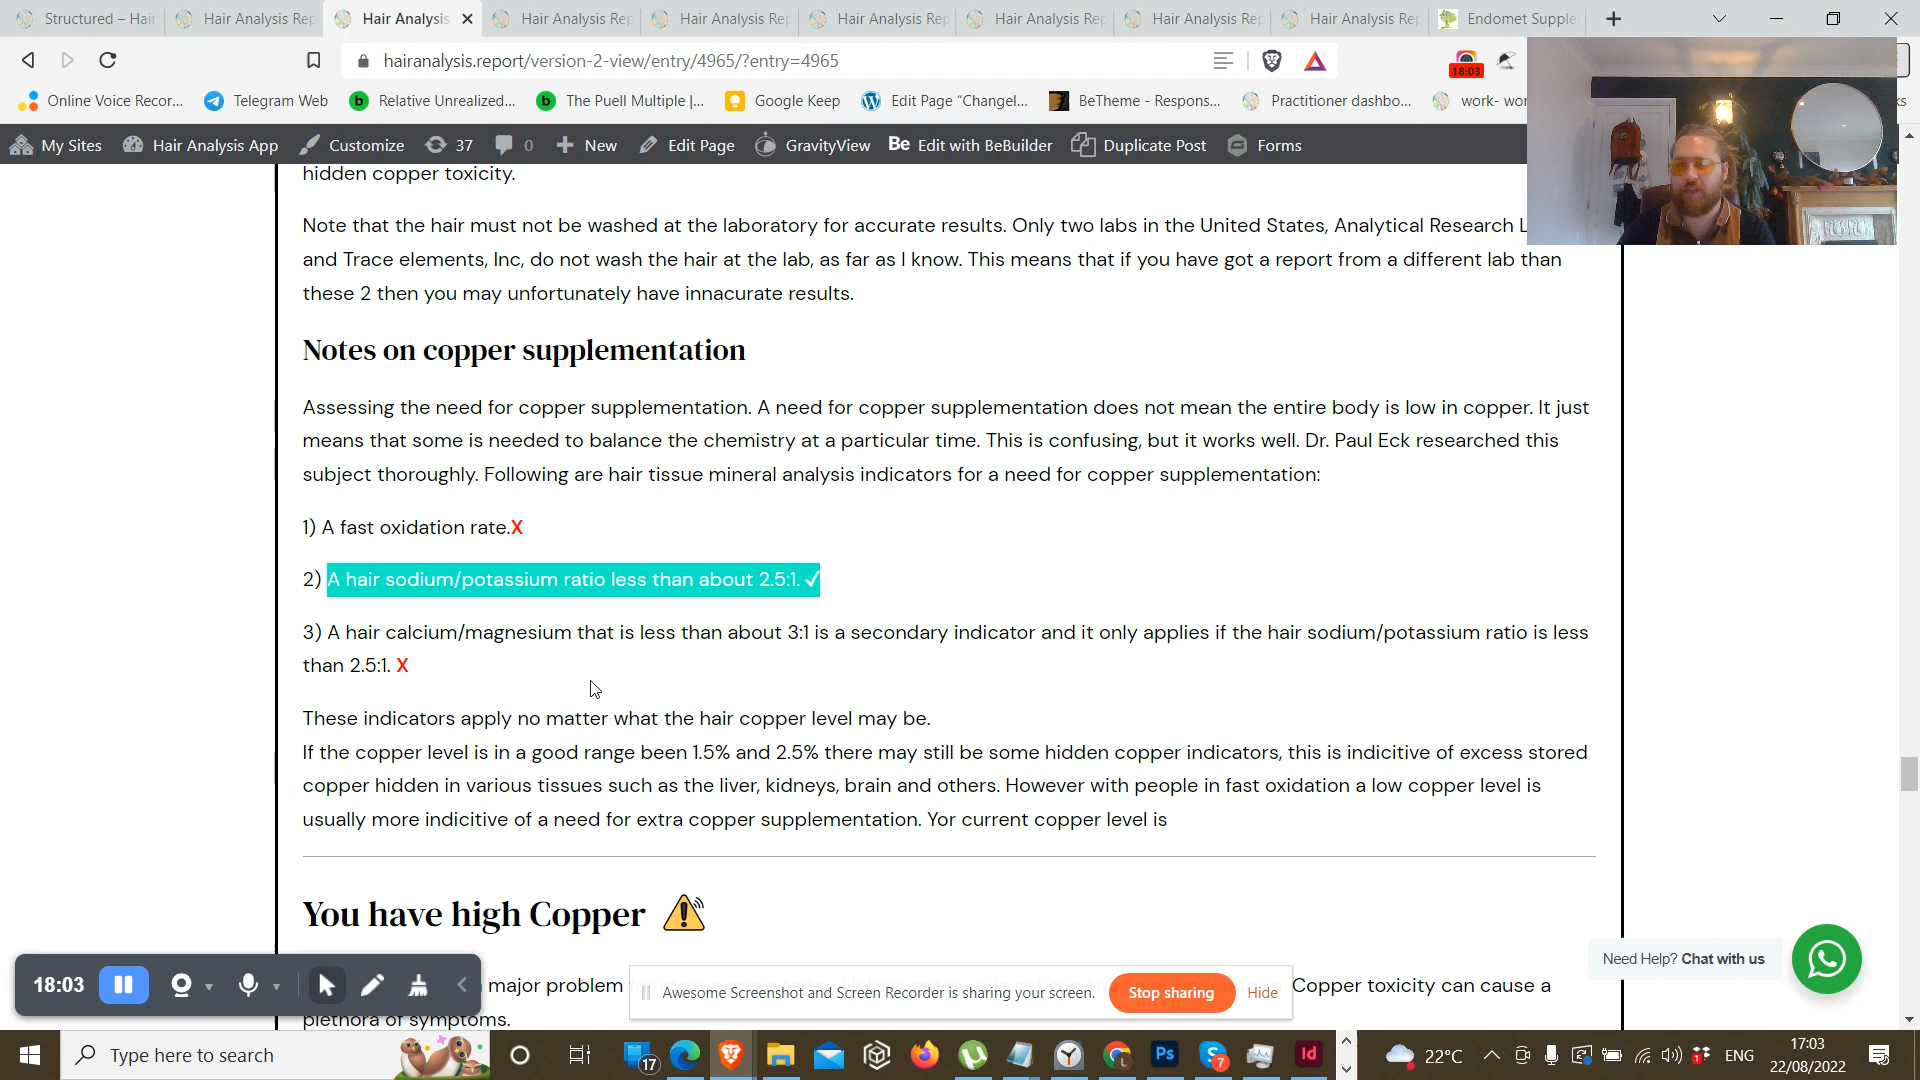 Structured – Hair
Hair Analysis Rep
Hair Analysis
Hair Analysis Rep
Hair Analysis Rep
Hair Analysis Rep
Hair Analysis Rep
Hair Analysis Rep
Hair Analysis Rep
Endomet Supple
hairanalysis.report/version-2-view/entry/4965/?entry=4965
18:03
Online Voice Recor...
Telegram Web
Relative Unrealized...
The Puell Multiple |...
Google Keep
Edit Page “Changel...
BeTheme - Respons...
Practitioner dashbo...
work- wor
My Sites
Hair Analysis App
Customize
37
0
New
Edit Page
GravityView
Be Edit with BeBuilder
Duplicate Post
Forms
hidden copper toxicity.
Note that the hair must not be washed at the laboratory for accurate results. Only two labs in the United States, Analytical Research L
and Trace elements, Inc, do not wash the hair at the lab, as far as I know. This means that if you have got a report from a different lab than
these 2 then you may unfortunately have innacurate results.
Notes on copper supplementation
Assessing the need for copper supplementation. A need for copper supplementation does not mean the entire body is low in copper. It just
means that some is needed to balance the chemistry at a particular time. This is confusing, but it works well. Dr. Paul Eck researched this
subject thoroughly. Following are hair tissue mineral analysis indicators for a need for copper supplementation:
1) A fast oxidation rate.X
2) A hair sodium/potassium ratio less than about 2.5:1. ✓
3) A hair calcium/magnesium that is less than about 3:1 is a secondary indicator and it only applies if the hair sodium/potassium ratio is less
than 2.5:1. X
These indicators apply no matter what the hair copper level may be.
If the copper level is in a good range been 1.5% and 2.5% there may still be some hidden copper indicators, this is indicitive of excess stored
copper hidden in various tissues such as the liver, kidneys, brain and others. However with people in fast oxidation a low copper level is
usually more indicitive of a need for extra copper supplementation. Yor current copper level is
You have high Copper
major problem
Copper toxicity can cause a
plethora of symptoms.
18:03
Awesome Screenshot and Screen Recorder is sharing your screen.
Stop sharing
Hide
Need Help? Chat with us
Type here to search
17
7
22°C
1
ENG
17:03
22/08/2022